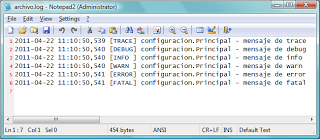 archivo.log - Notepad2 (Administrator)
File Edit View Settings ?
1 2011-04-22 11:10:50,539 [TRACE] configuracion.Principal - mensaje de trace
2 2011-04-22 11:10:50,540 [DEBUG] configuracion.Principal - mensaje de debug
3 2011-04-22 11:10:50,540 [INFO ] configuracion.Principal - mensaje de info
4 2011-04-22 11:10:50,540 [WARN ] configuracion.Principal - mensaje de warn
5 2011-04-22 11:10:50,541 [ERROR] configuracion.Principal - mensaje de error
6 2011-04-22 11:10:50,541 [FATAL] configuracion.Principal - mensaje de fatal
7
Ln 1 : 7 Col 1 Sel 0 454 bytes ANSI CR+LF INS Default Text